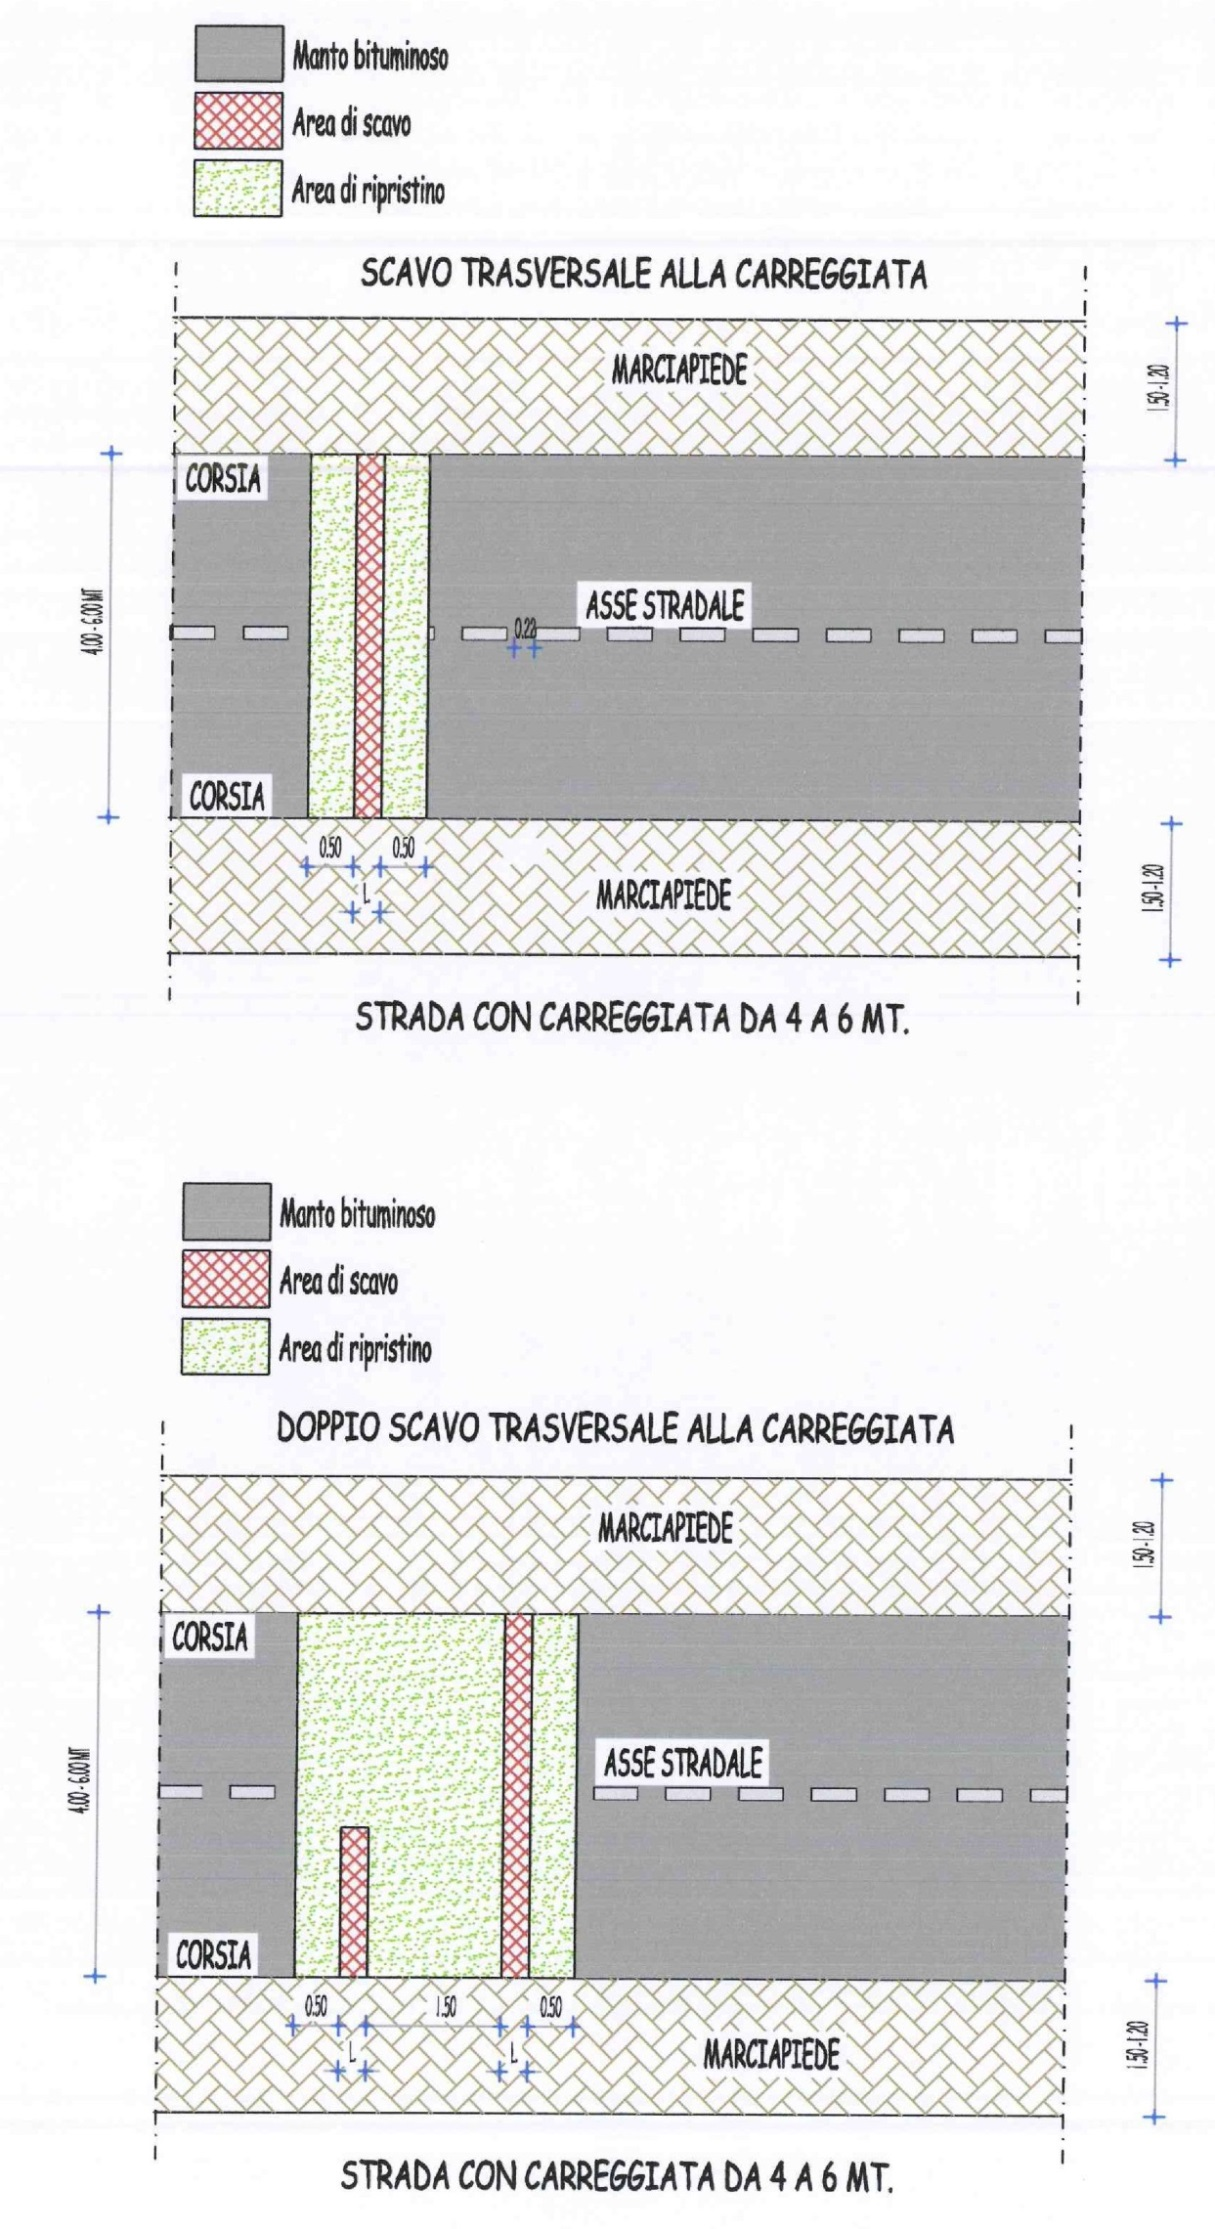 Manto bituminoso
Area di scavo
Area di ripristino
SCAVO TRASVERSALE ALLA CARREGGIATA
MARCIAPIEDE
1.50-1.20
CORSIA
4.00 - 6.00 MT
ASSE STRADALE
CORSIA
0.50
0.50
L
MARCIAPIEDE
1.50-1.20
STRADA CON CARREGGIATA DA 4 A 6 MT.
Manto bituminoso
Area di scavo
Area di ripristino
DOPPIO SCAVO TRASVERSALE ALLA CARREGGIATA
MARCIAPIEDE
1.50-1.20
CORSIA
4.00 - 6.00 MT
ASSE STRADALE
CORSIA
0.50
1.50
0.50
L
L
MARCIAPIEDE
1.50-1.20
STRADA CON CARREGGIATA DA 4 A 6 MT.